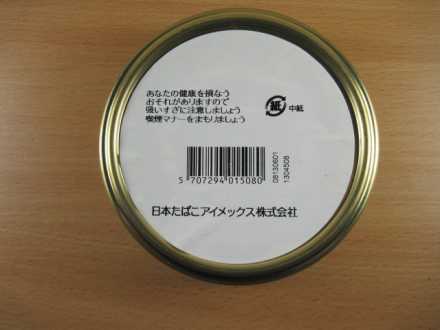 あなたの健康を損なう
おそれがありますので
吸いすぎに注意しましょう
喫煙マナーをまもりましょう
紙 中紙
5 707294 015080
08130601
1304508
日本たばこアイメックス株式会社